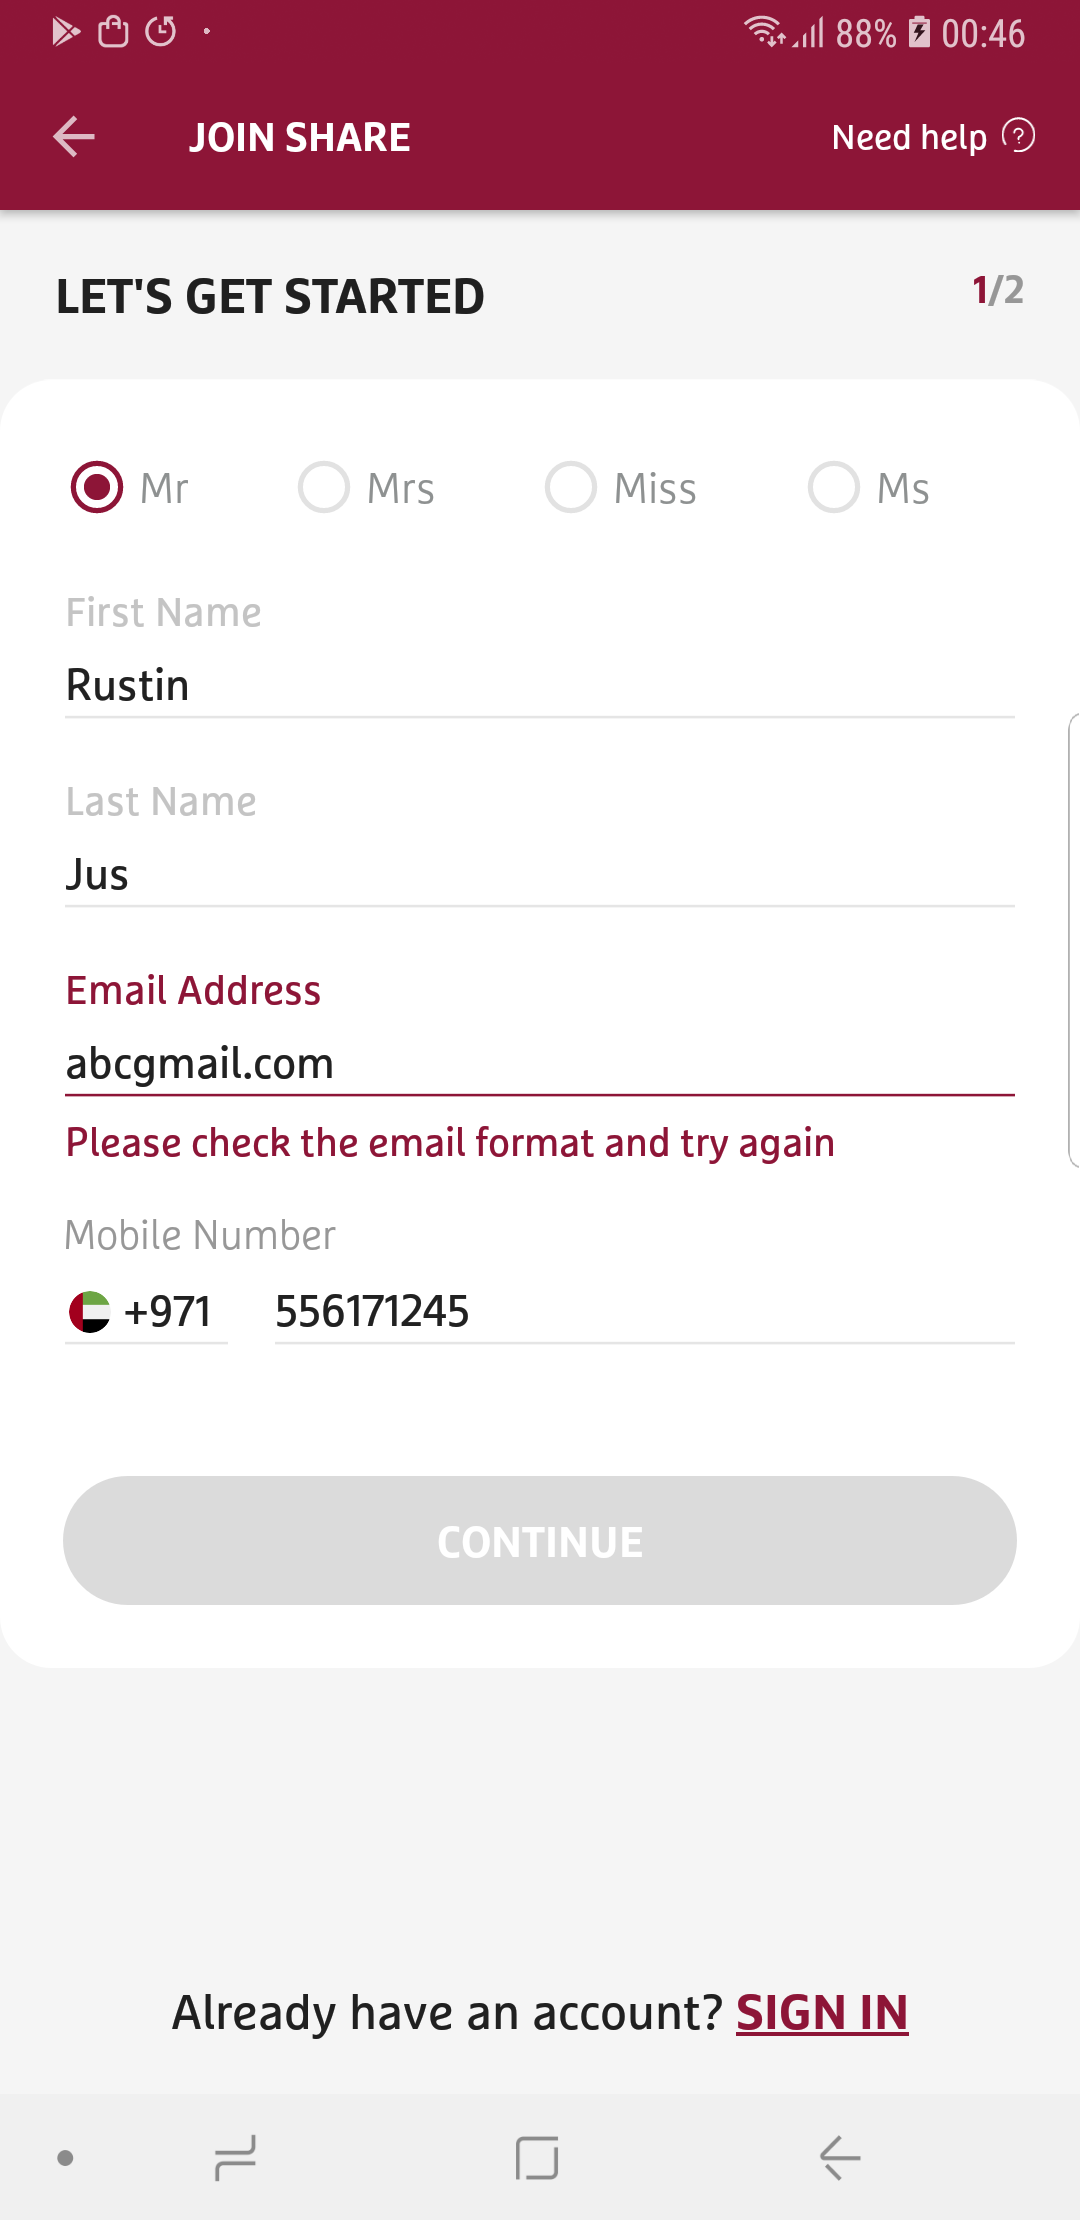 88% 00:46
JOIN SHARE Need help ?
LET'S GET STARTED 1/2
Mr Mrs Miss Ms
First Name
Rustin
Last Name
Jus
Email Address
abcgmail.com
Please check the email format and try again
Mobile Number
+971 556171245
CONTINUE
Already have an account? SIGN IN